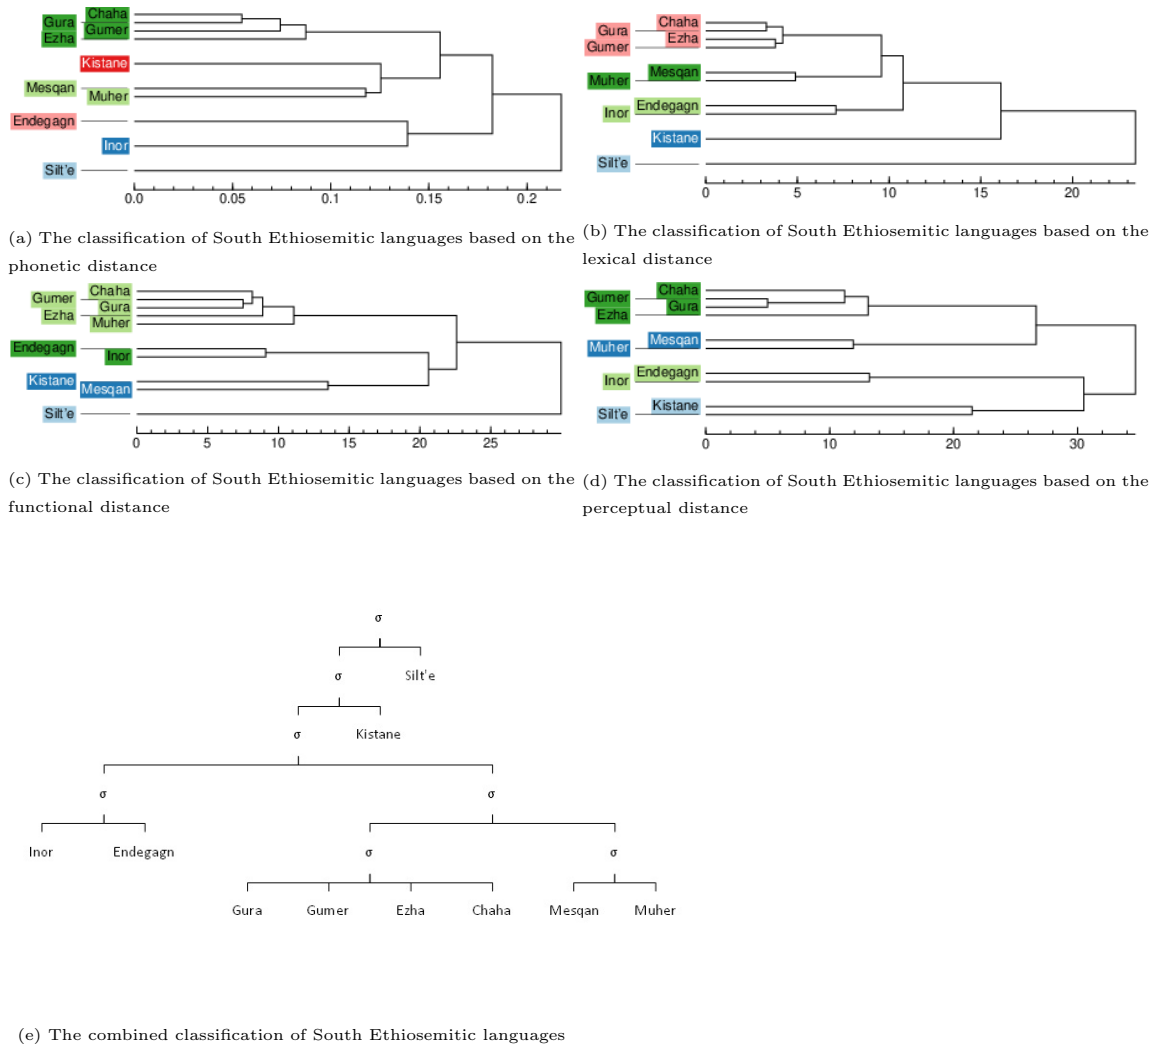 Chaha
Gura
Gumer
Ezha
Kistane
Mesqan
Muher
Endegagn
Inor
Silt'e
0.0 0.05 0.1 0.15 0.2
(a) The classification of South Ethiosemitic languages based on the
phonetic distance
Chaha
Gura
Ezha
Gumer
Mesqan
Muher
Endegagn
Inor
Kistane
Silt'e
0 5 10 15 20
(b) The classification of South Ethiosemitic languages based on the
lexical distance
Chaha
Gumer
Gura
Ezha
Muher
Endegagn
Inor
Kistane
Mesqan
Silt'e
0 5 10 15 20 25
(c) The classification of South Ethiosemitic languages based on the
functional distance
Chaha
Gumer
Gura
Ezha
Mesqan
Muher
Endegagn
Inor
Kistane
Silt'e
0 10 20 30
(d) The classification of South Ethiosemitic languages based on the
perceptual distance
σ
σ Silt'e
σ Kistane
σ σ
Inor Endegagn σ σ
Gura Gumer Ezha Chaha Mesqan Muher
(e) The combined classification of South Ethiosemitic languages